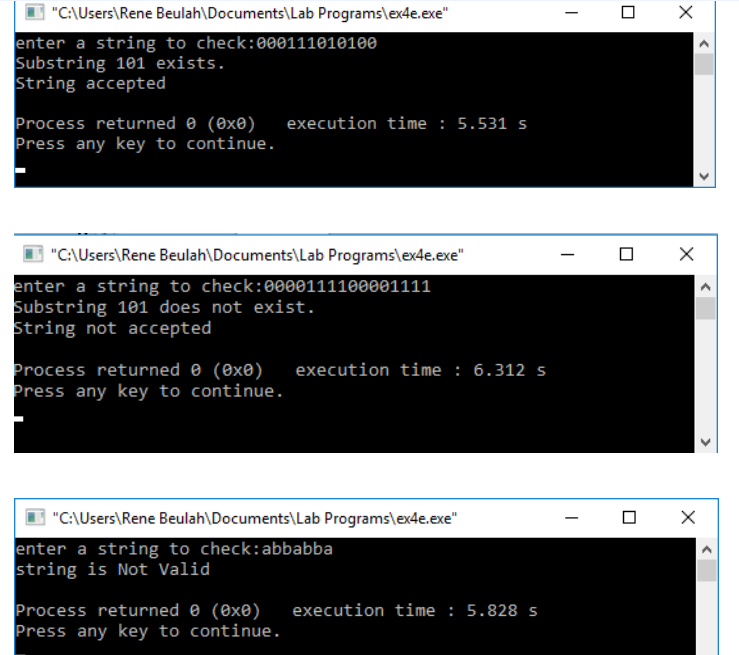 "C:\Users\Rene Beulah\Documents\Lab Programs\ex4e.exe"
enter a string to check:000111010100
Substring 101 exists.
String accepted
Process returned 0 (0x0)   execution time : 5.531 s
Press any key to continue.
"C:\Users\Rene Beulah\Documents\Lab Programs\ex4e.exe"
enter a string to check:0000111100001111
Substring 101 does not exist.
String not accepted
Process returned 0 (0x0)   execution time : 6.312 s
Press any key to continue.
"C:\Users\Rene Beulah\Documents\Lab Programs\ex4e.exe"
enter a string to check:abbabba
string is Not Valid
Process returned 0 (0x0)   execution time : 5.828 s
Press any key to continue.